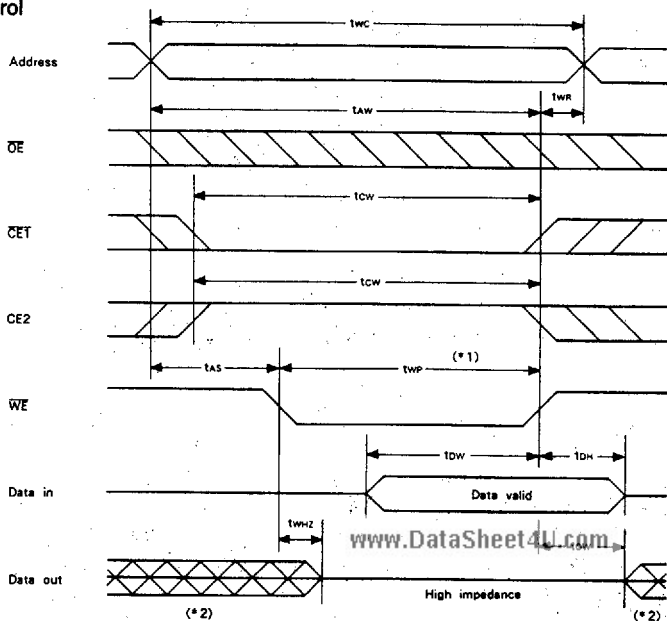 rol
tWC
Address
tWR
tAW
OE
tCW
CE1
tCW
CE2
(*1)
tAS
tWP
WE
tDW
tDH
Data in
Data valid
tWHZ
www.DataSheet4U.com
Data out
High impedance
(*2)
(*2)